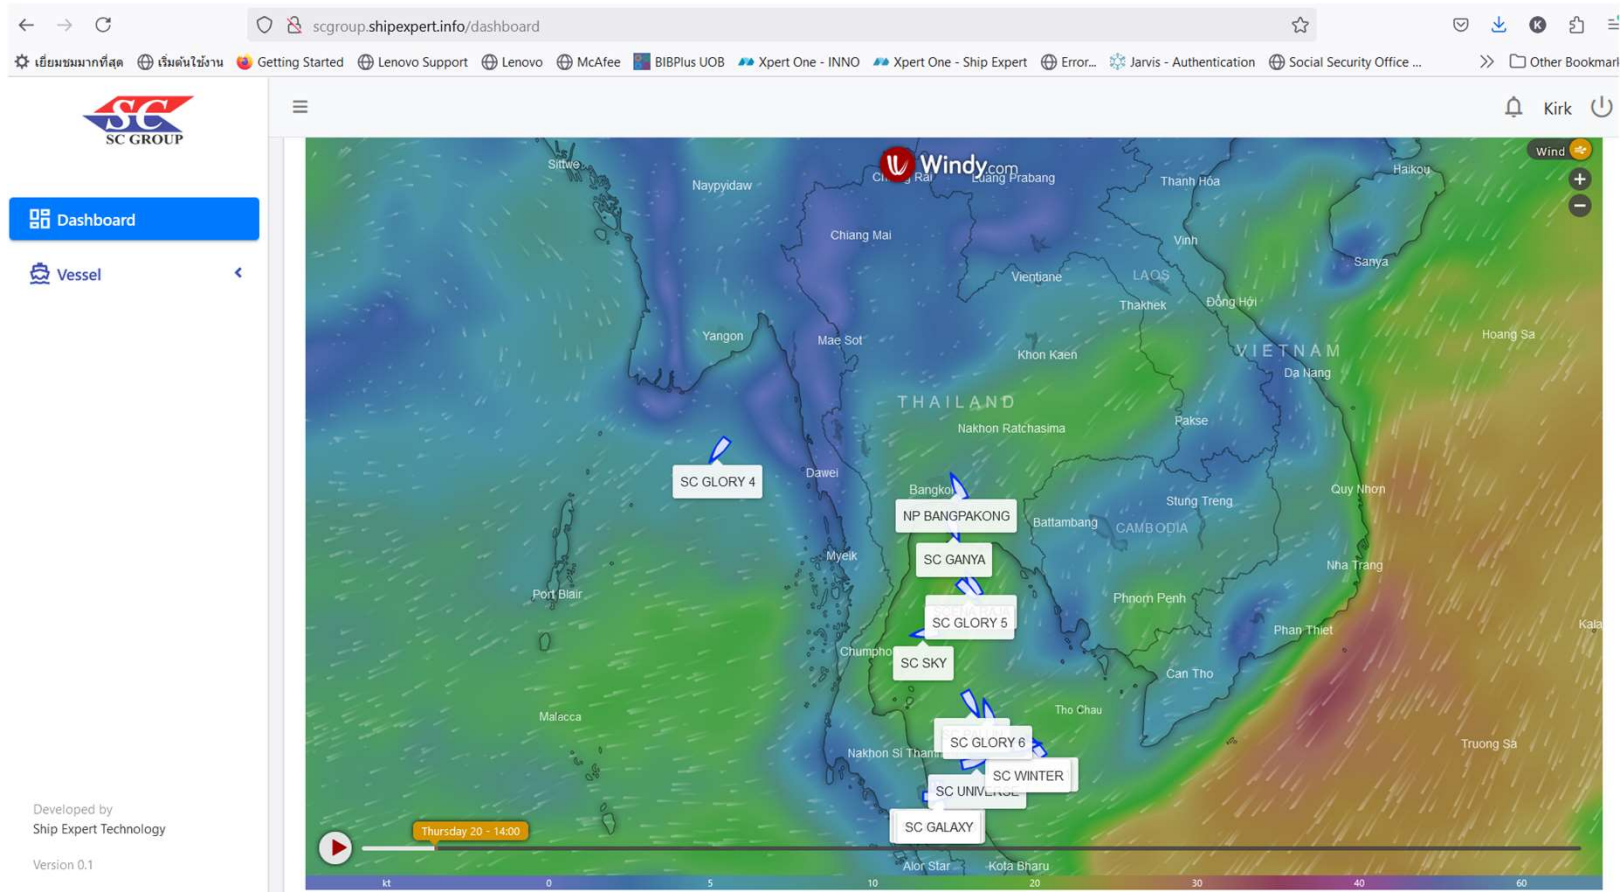 scgroup.shipexpert.info/dashboard
K
เยี่ยมชมมากที่สุด เริ่มต้นใช้งาน Getting Started Lenovo Support Lenovo McAfee BIBPlus UOB Xpert One - INNO Xpert One - Ship Expert Error... Jarvis - Authentication Social Security Office ... Other Bookmark
SC
SC GROUP
Kirk
Dashboard
Vessel
Windy.com
Wind
Sittwe
Naypyidaw
Luang Prabang
Thanh Hóa
Haikou
Chiang Mai
Vinh
Sanya
Vientiane
LAOS
Thakhek
Đồng Hới
Yangon
Mae Sot
Khon Kaen
VIETNAM
Hoang Sa
Da Nang
THAILAND
Nakhon Ratchasima
Pakse
SC GLORY 4
Dawei
Bangkok
Stung Treng
Quy Nhơn
NP BANGPAKONG
Battambang
CAMBODIA
SC GANYA
Myeik
Nha Trang
Port Blair
Phnom Penh
SC GLORY 5
Phan Thiet
Kala
Chumpho
SC SKY
Can Tho
Malacca
Tho Chau
SC GLORY 6
Nakhon Si Tham
Truong Sa
SC WINTER
SC UNIVERSE
SC GALAXY
Thursday 20 - 14:00
Alor Star
Kota Bharu
kt 0 5 10 20 30 40 60
Developed by
Ship Expert Technology
Version 0.1